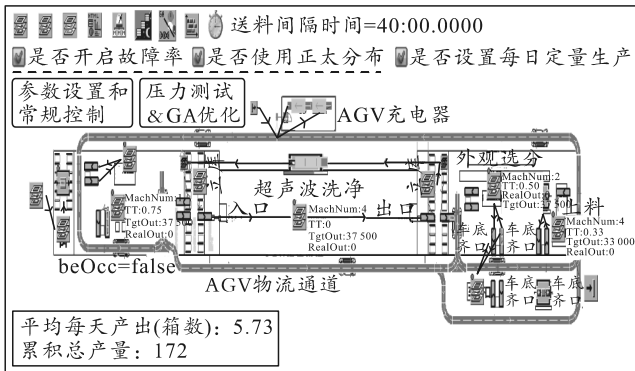 送料间隔时间=40:00.0000
是否开启故障率 是否使用正太分布 是否设置每日定量生产
参数设置和
常规控制
压力测试
&GA优化
AGV充电器
外观选分
MachNum:2
TT:0.50
超声波洗净
上料
TT:0.75
TgtOut:37 500
RealOut:0
入口
MachNum:4
出口
TT:0
TgtOut:37 500
RealOut:0
MachNum:4
TT:0.33
TgtOut:33 000
RealOut:0
车底
齐口
车底
齐口
beOcc=false
AGV物流通道
车底
齐口
车底
齐口
平均每天产出(箱数): 5.73
累积总产量: 172